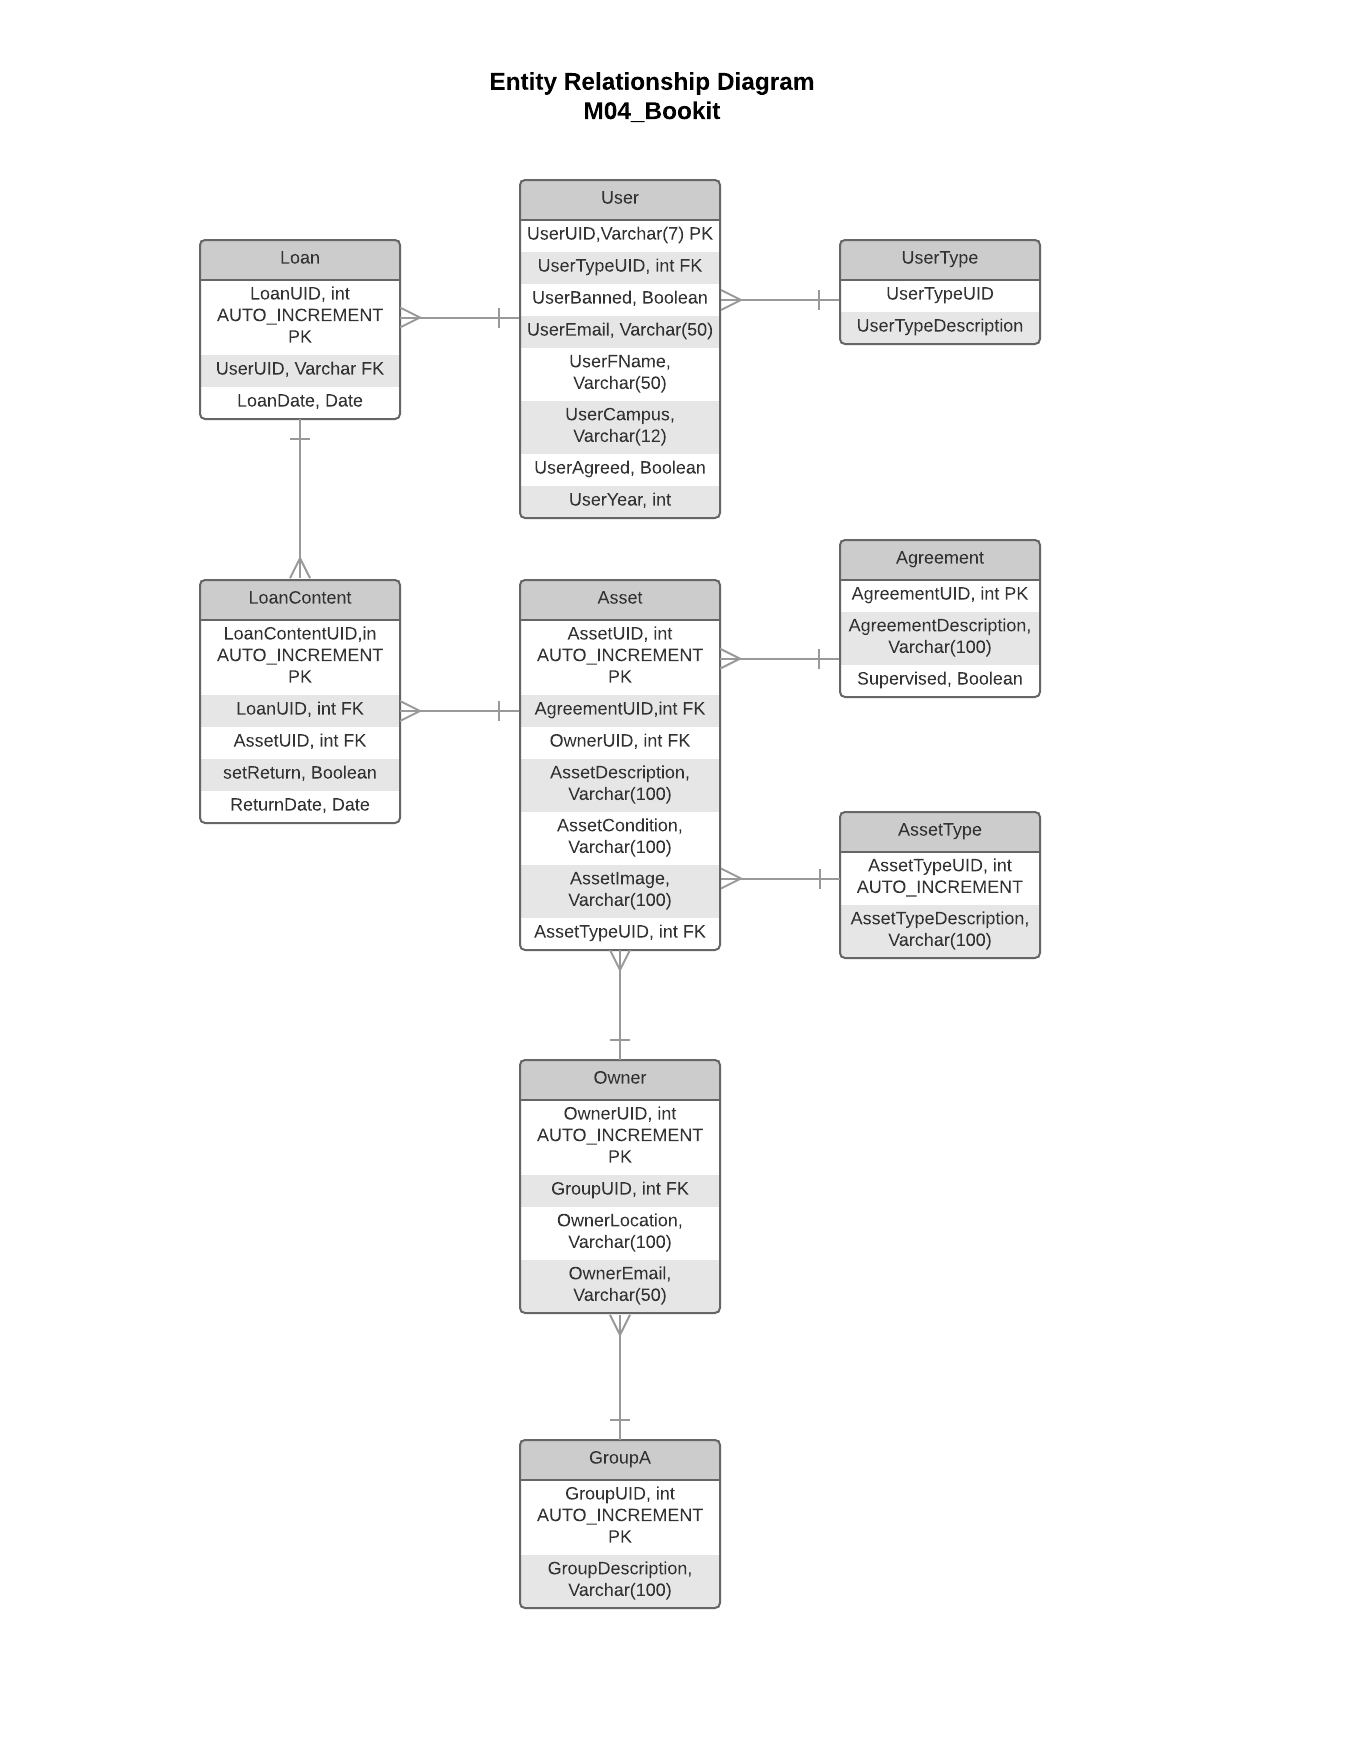 Entity Relationship Diagram
M04_Bookit
User
UserUID,Varchar(7) PK
UserTypeUID, int FK
UserBanned, Boolean
UserEmail, Varchar(50)
UserFName,
Varchar(50)
UserCampus,
Varchar(12)
UserAgreed, Boolean
UserYear, int
Loan
LoanUID, int
AUTO_INCREMENT
PK
UserUID, Varchar FK
LoanDate, Date
UserType
UserTypeUID
UserTypeDescription
LoanContent
LoanContentUID,in
AUTO_INCREMENT
PK
LoanUID, int FK
AssetUID, int FK
setReturn, Boolean
ReturnDate, Date
Asset
AssetUID, int
AUTO_INCREMENT
PK
AgreementUID,int FK
OwnerUID, int FK
AssetDescription,
Varchar(100)
AssetCondition,
Varchar(100)
AssetImage,
Varchar(100)
AssetTypeUID, int FK
Agreement
AgreementUID, int PK
AgreementDescription,
Varchar(100)
Supervised, Boolean
AssetType
AssetTypeUID, int
AUTO_INCREMENT
AssetTypeDescription,
Varchar(100)
Owner
OwnerUID, int
AUTO_INCREMENT
PK
GroupUID, int FK
OwnerLocation,
Varchar(100)
OwnerEmail,
Varchar(50)
GroupA
GroupUID, int
AUTO_INCREMENT
PK
GroupDescription,
Varchar(100)